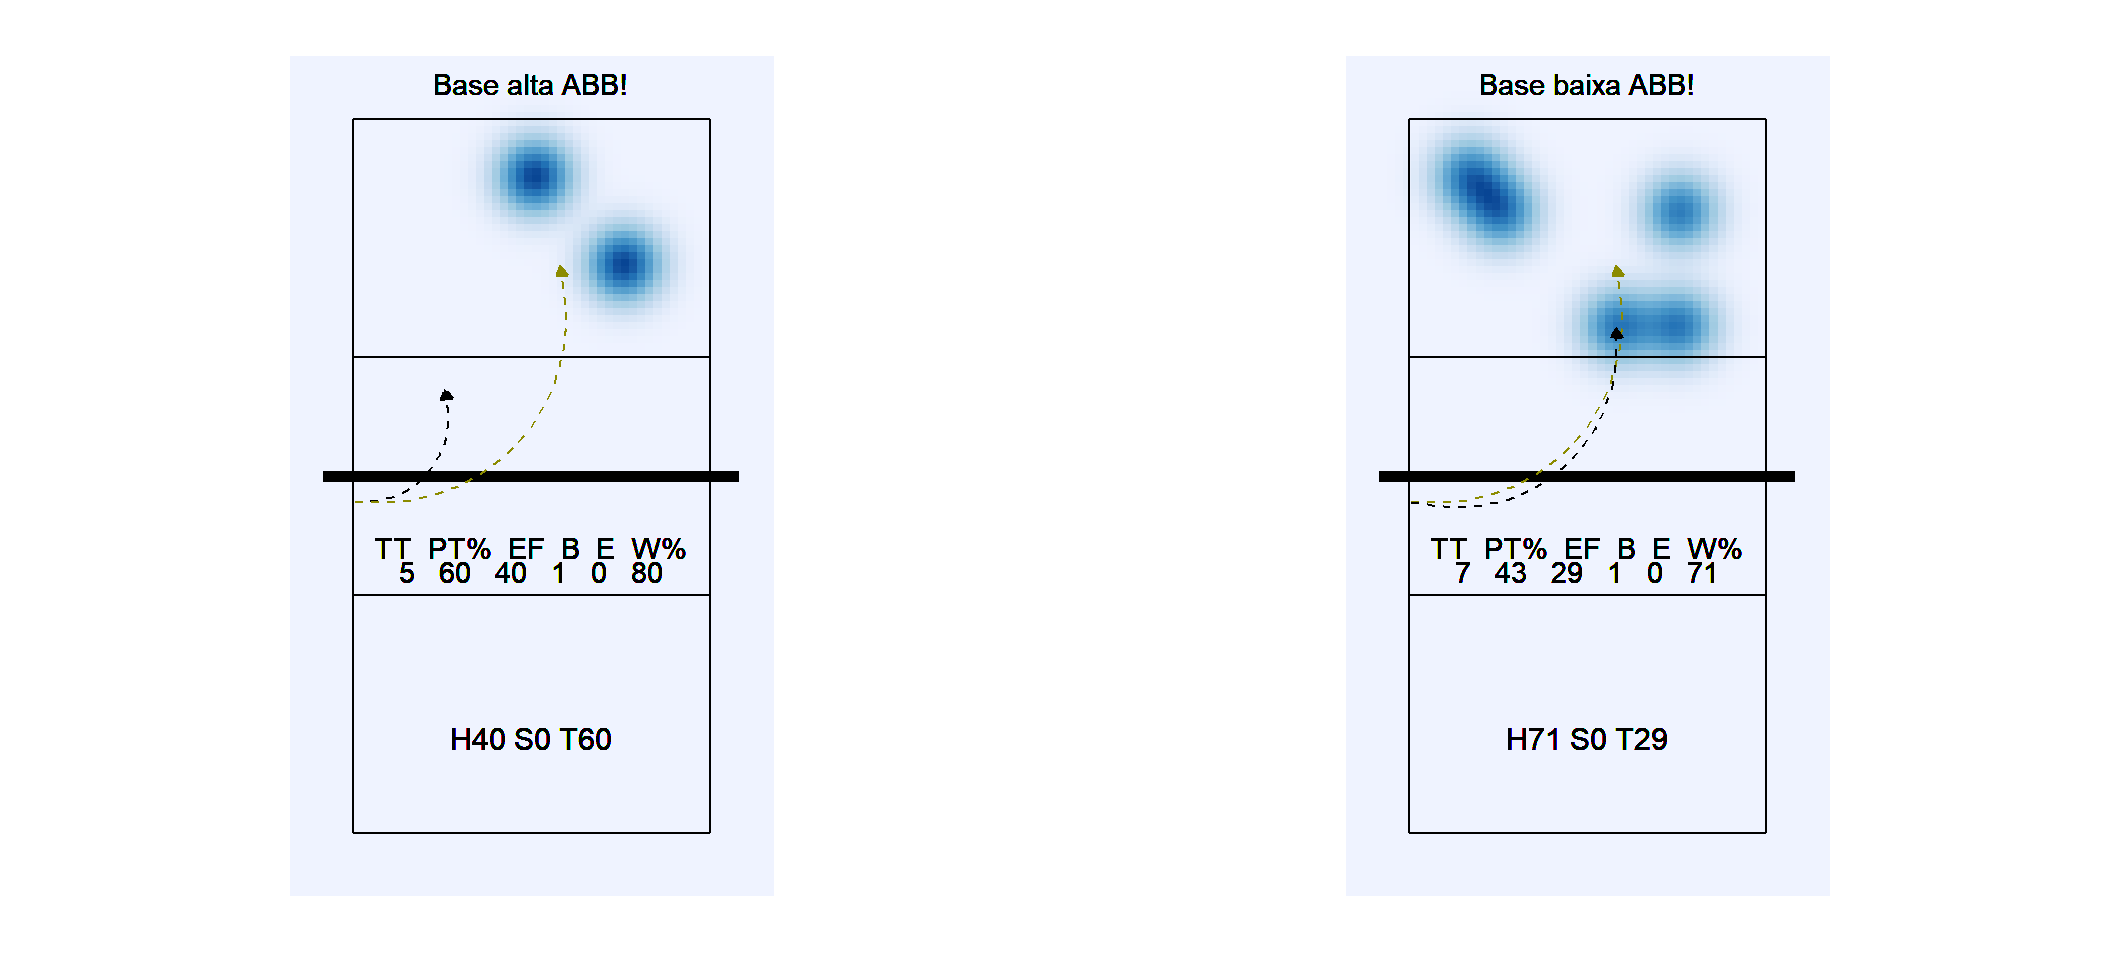 Base alta ABB!
TT PT% EF B E W%
5 60 40 1 0 80
H40 S0 T60
Base baixa ABB!
TT PT% EF B E W%
7 43 29 1 0 71
H71 S0 T29